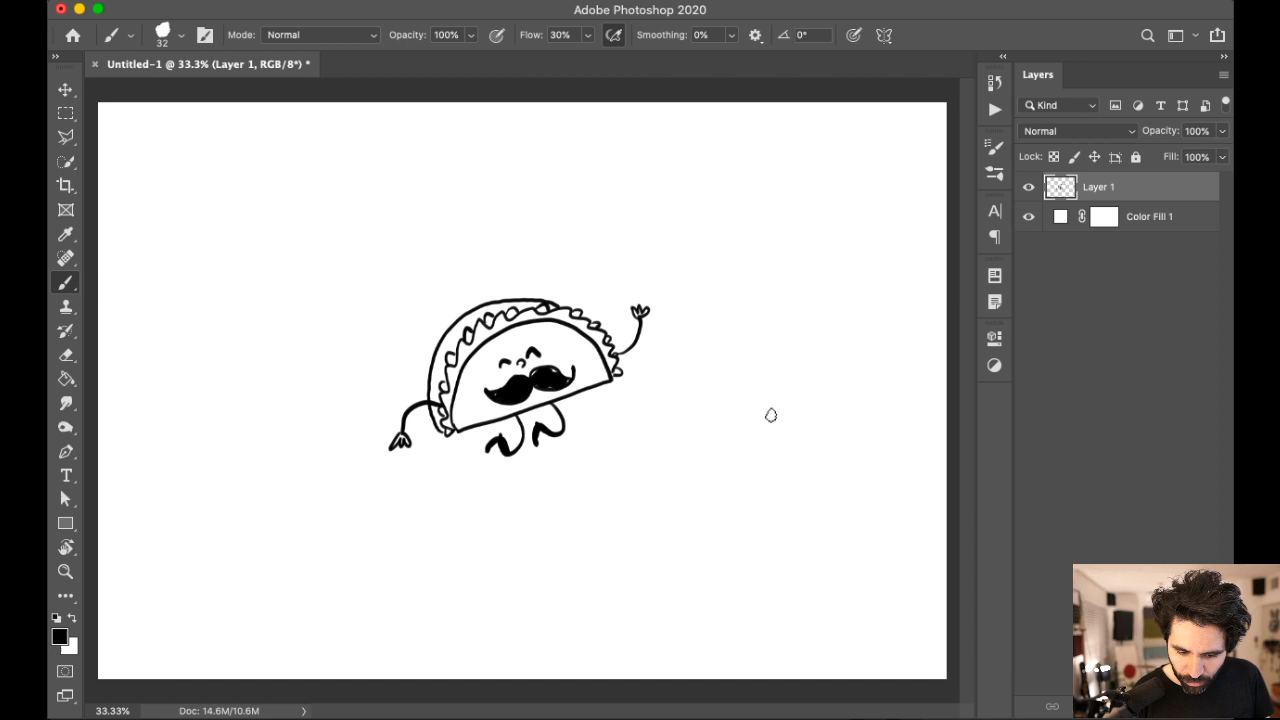 Adobe Photoshop 2020
32
Mode: Normal
Opacity: 100%
Flow: 30%
Smoothing: 0%
0°
Untitled-1 @ 33.3% (Layer 1, RGB/8*) *
Layers
Kind
Normal
Opacity: 100%
Lock:
Fill: 100%
Layer 1
Color Fill 1
33.33%
Doc: 14.6M/10.6M